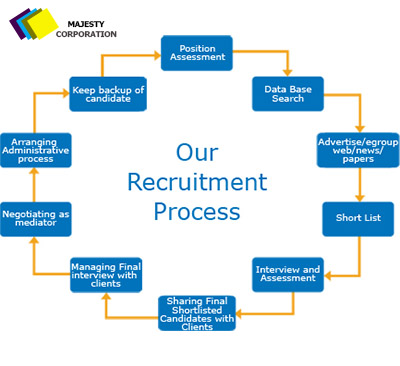 MAJESTY
CORPORATION
Position
Assessment
Data Base
Search
Advertise/egroup
web/news/
papers
Short List
Interview and
Assessment
Sharing Final
Shortlisted
Candidates with
Clients
Managing Final
interview with
clients
Negotiating as
mediator
Arranging
Administrative
process
Keep backup of
candidate
Our
Recruitment
Process